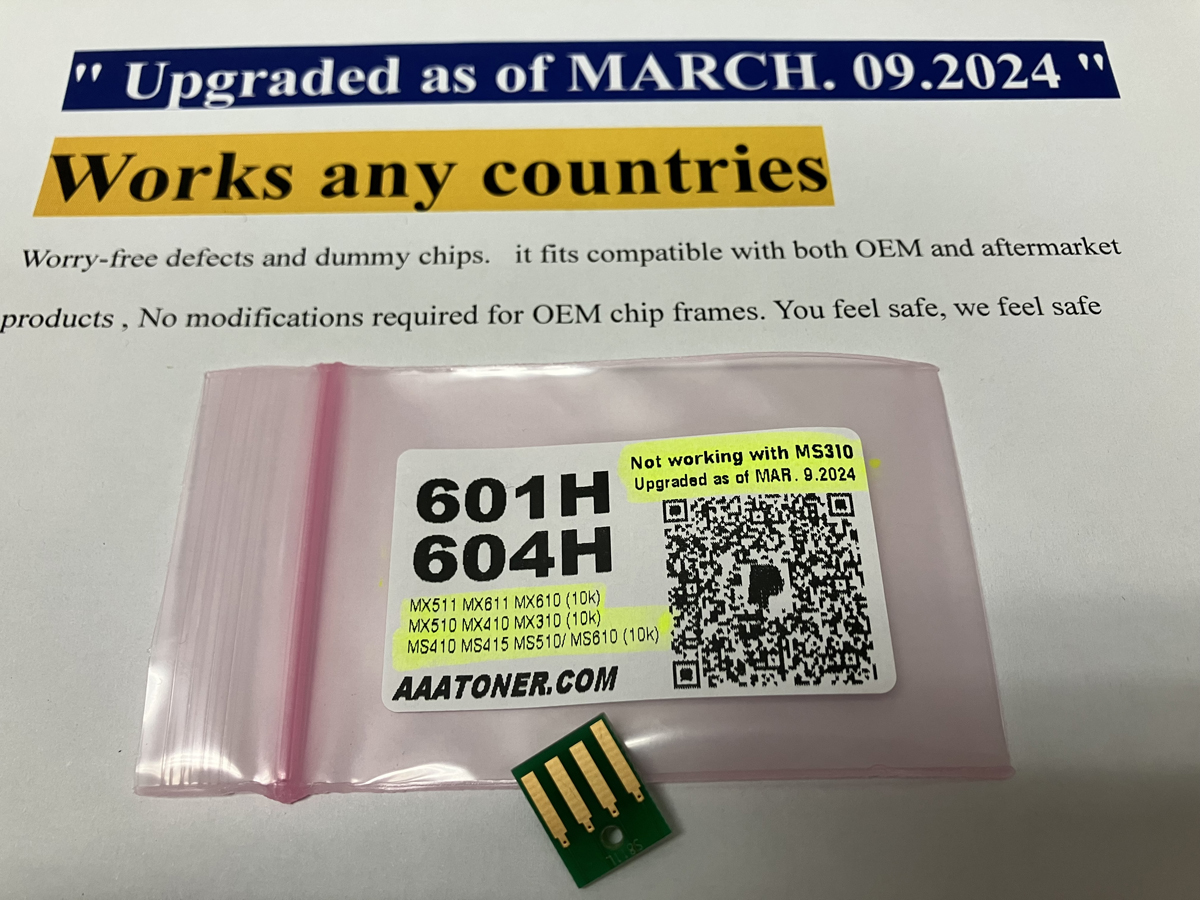 " Upgraded as of MARCH. 09.2024 "
Works any countries
Worry-free defects and dummy chips. it fits compatible with both OEM and aftermarket
products , No modifications required for OEM chip frames. You feel safe, we feel safe
Not working with MS310
Upgraded as of MAR. 9.2024
601H
604H
MX511 MX611 MX610 (10k)
MX510 MX410 MX310 (10k)
MS410 MS415 MS510/ MS610 (10k)
AAATONER.COM